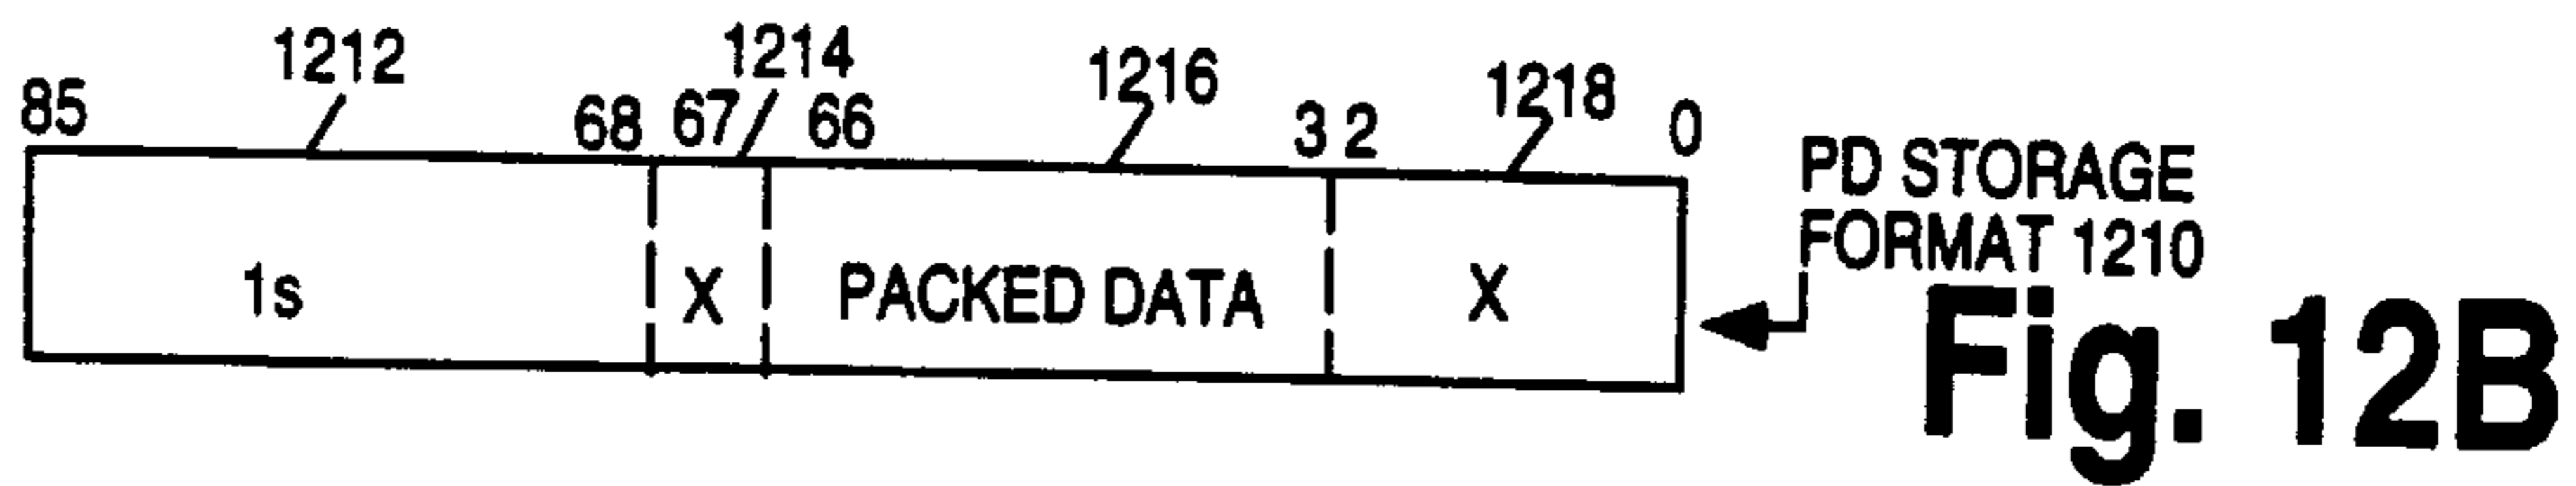 1212 1214 1216 1218
85 68 67 66 3 2 0
1s X PACKED DATA X
PD STORAGE
FORMAT 1210
Fig. 12B